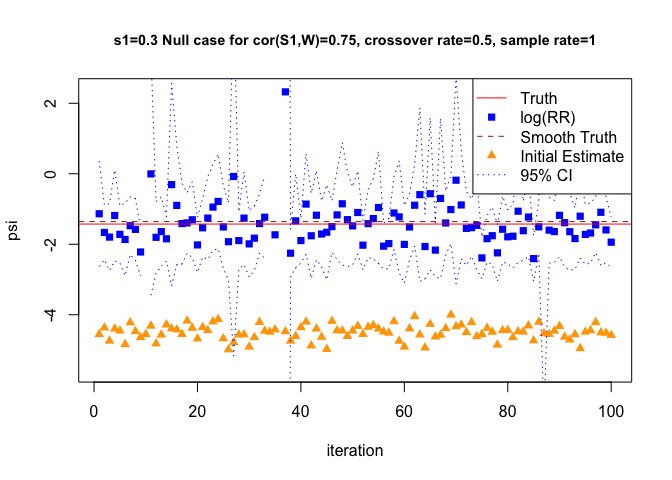 s1=0.3 Null case for cor(S1,W)=0.75, crossover rate=0.5, sample rate=1
psi
2
0
-2
-4
Truth
log(RR)
Smooth Truth
Initial Estimate
95% CI
0 20 40 60 80 100
iteration